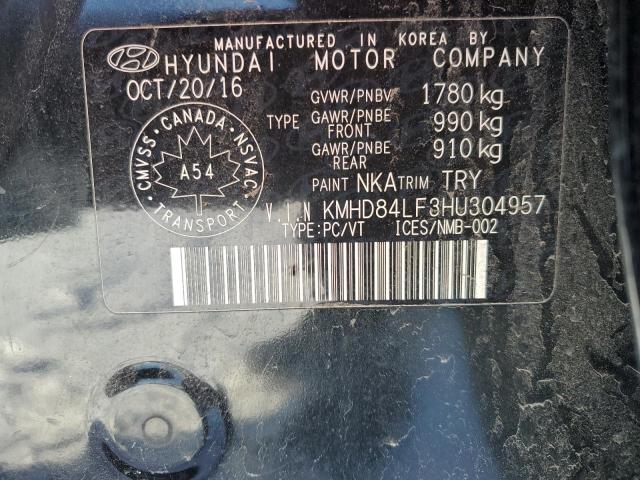 MANUFACTURED IN KOREA BY
HYUNDAI MOTOR COMPANY
OCT/20/16
GVWR/PNBV 1780 kg
TYPE GAWR/PNBE FRONT 990 kg
GAWR/PNBE REAR 910 kg
CMVSS · CANADA · NSVAC
A54
TRANSPORT
PAINT NKA TRIM TRY
V.I.N KMHD84LF3HU304957
TYPE:PC/VT ICES/NMB-002